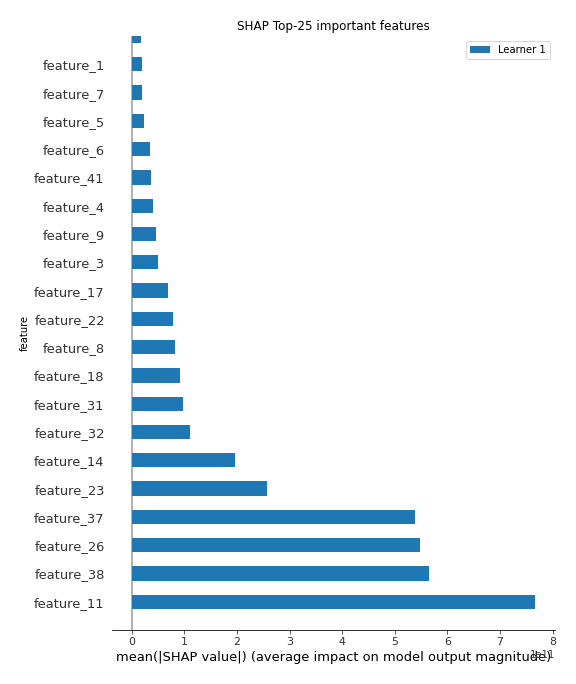 SHAP Top-25 important features
Learner 1
feature_1
feature_7
feature_5
feature_6
feature_41
feature_4
feature_9
feature_3
feature_17
feature_22
feature_8
feature_18
feature_31
feature_32
feature_14
feature_23
feature_37
feature_26
feature_38
feature_11
feature
0 1 2 3 4 5 6 7 8
1e11
mean(|SHAP value|) (average impact on model output magnitude)